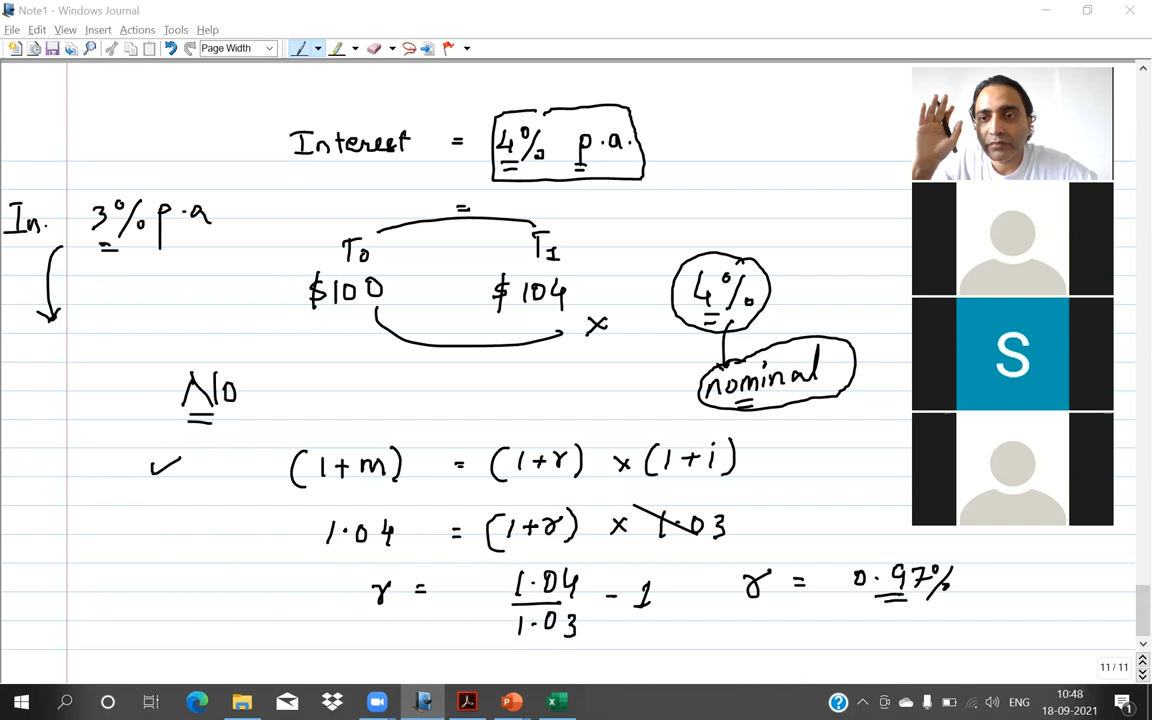 Note1 - Windows Journal
File Edit View Insert Actions Tools Help
Page Width
Interest = 4% p.a.
In. 3% p.a
=
T0 T1
$100 $104 4%
×
nominal
NO
(1+m) = (1+r) × (1+i)
1.04 = (1+r) × 1.03
r = 1.04 - 1 r = 0.97%
1.03
S
11/11
ENG
10:48
18-09-2021
1